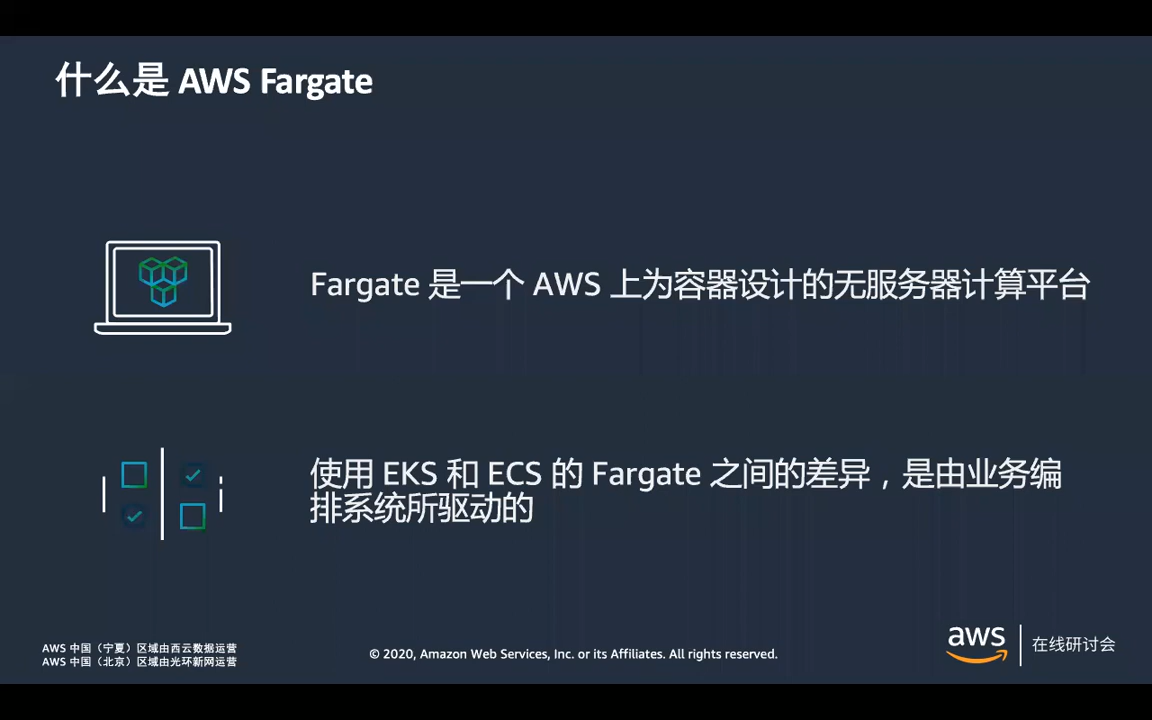 什么是 AWS Fargate
Fargate 是一个 AWS 上为容器设计的无服务器计算平台
使用 EKS 和 ECS 的 Fargate 之间的差异，是由业务编
排系统所驱动的
AWS 中国（宁夏）区域由西云数据运营
AWS 中国（北京）区域由光环新网运营
© 2020, Amazon Web Services, Inc. or its Affiliates. All rights reserved.
aws
在线研讨会